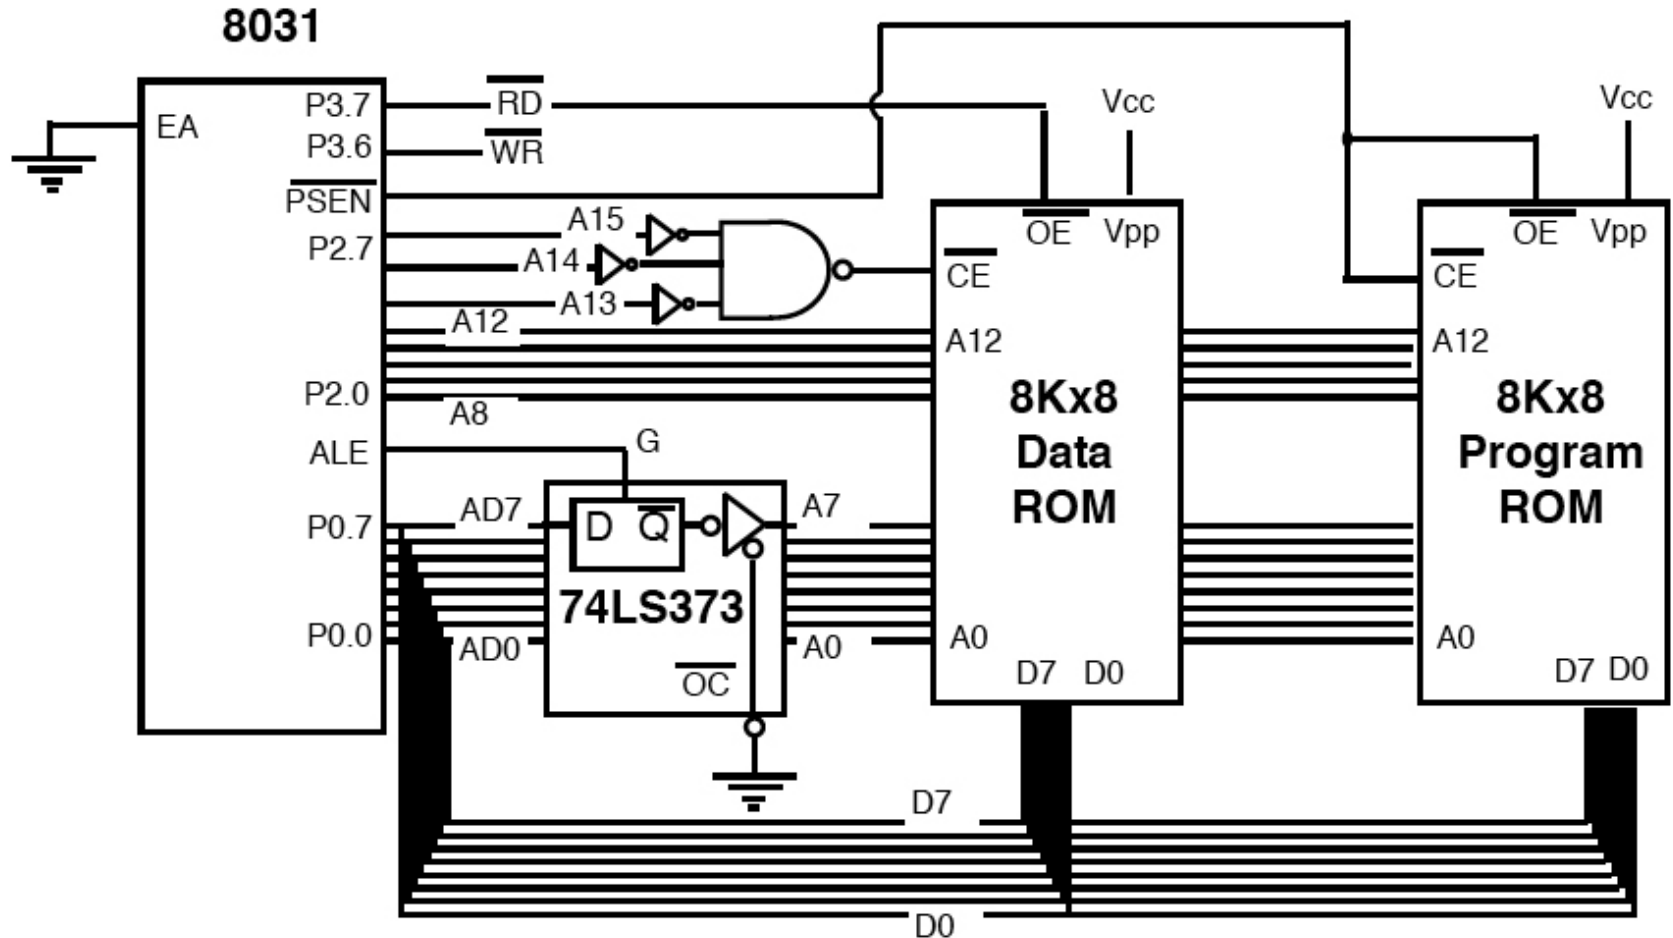 8031
EA
P3.7
RD
P3.6
WR
PSEN
P2.7
A15
A14
A13
A12
P2.0
A8
ALE
G
P0.7
AD7
D Q
A7
74LS373
P0.0
AD0
A0
OC
Vcc
OE Vpp
CE
A12
8Kx8
Data
ROM
A0
D7 D0
Vcc
OE Vpp
CE
A12
8Kx8
Program
ROM
A0
D7 D0
D7
D0